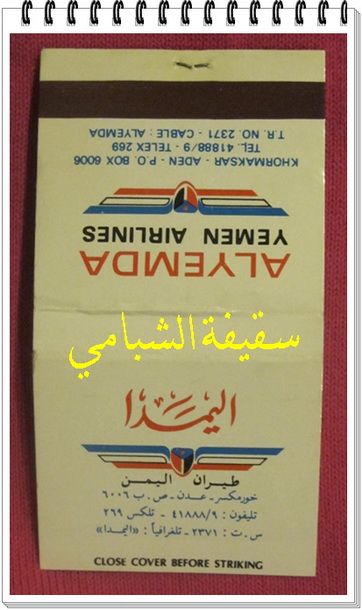 T.R. NO. 2371 - CABLE : ALYEMDA
TEL. 41888/9 - TELEX 269
KHORMAKSAR - ADEN - P.O. BOX 6006
YEMEN AIRLINES
ALYEMDA
سقيفة الشبامي
اليمدا
طيران اليمن
خورمكسر - عدن - ص.ب ٦٠٠٦
تليفون : ٤١٨٨٨/٩ - تلكس ٢٦٩
س.ت : ٢٣٧١ - تلغرافياً : «اليمدا»
CLOSE COVER BEFORE STRIKING